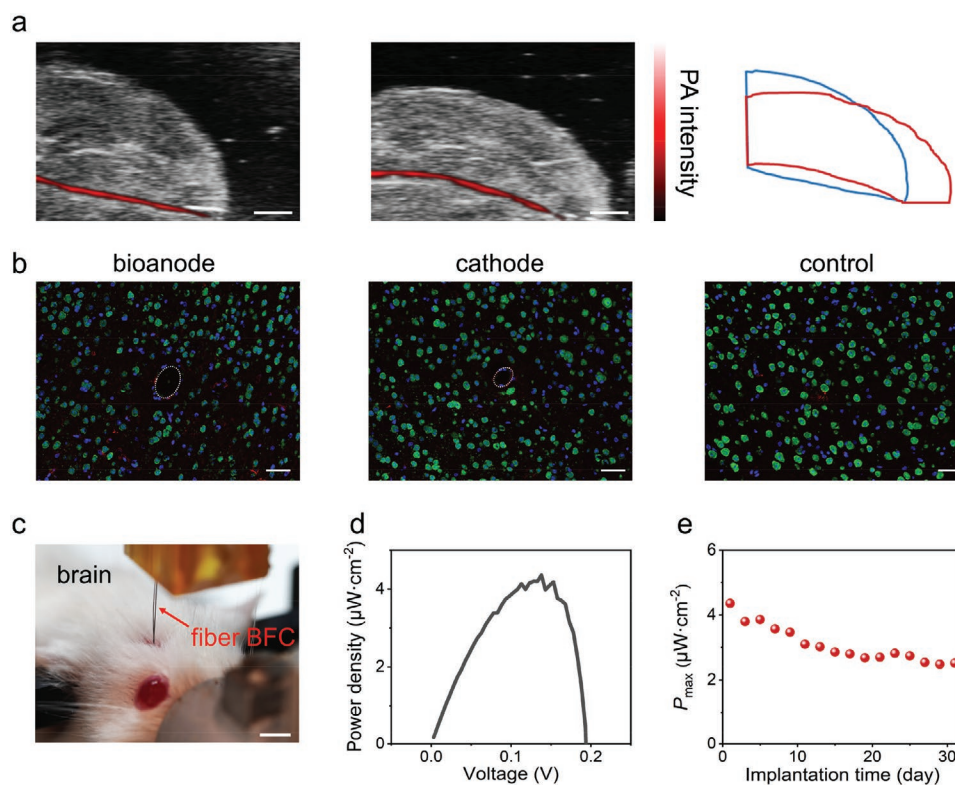 a
PA intensity
b
bioanode
cathode
control
c
brain
fiber BFC
d
Power density (µW·cm⁻²)
4
2
0
0.0
0.1
0.2
Voltage (V)
e
P_max (µW·cm⁻²)
6
4
2
0
0
10
20
30
Implantation time (day)